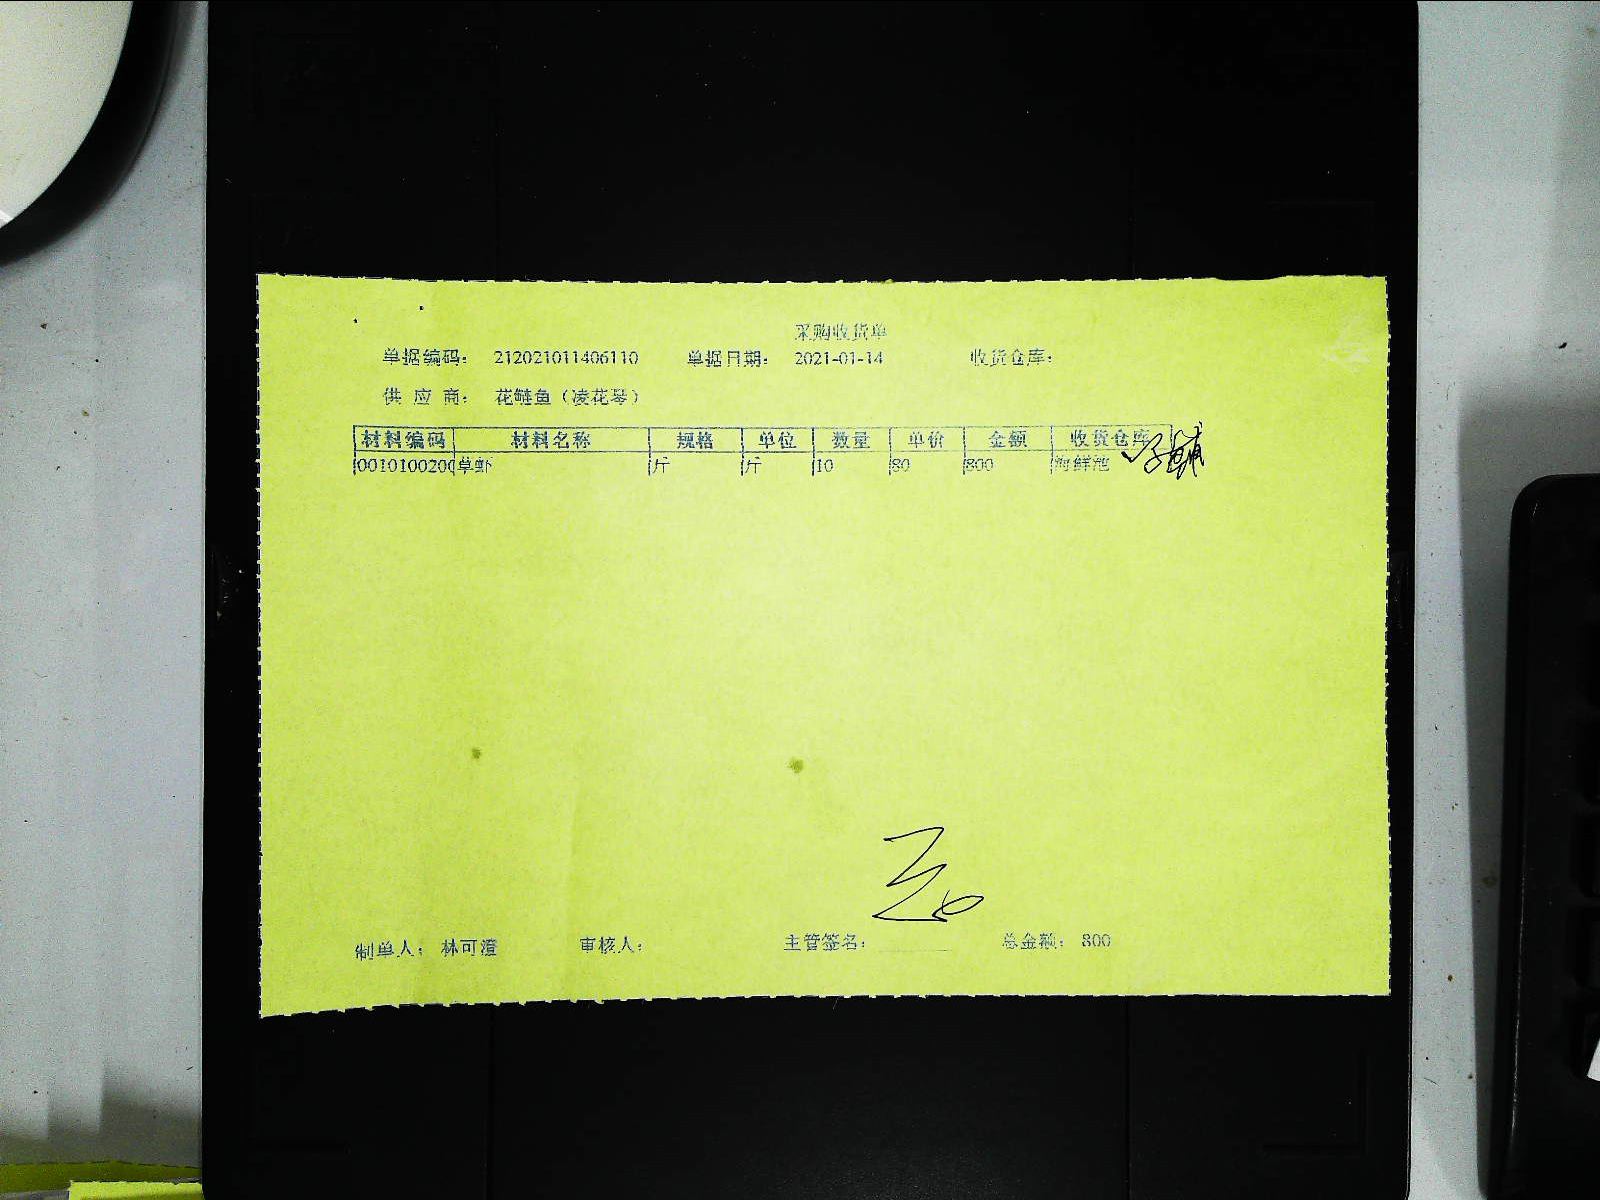 采购收货单
单据编码： 212021011406110 单据日期： 2021-01-14 收货仓库：
供 应 商： 花鲢鱼（凌花琴）
材料编码 材料名称 规格 单位 数量 单价 金额 收货仓库
0010100200 草虾 斤 斤 10 80 800 海鲜池
制单人： 林可澄 审核人： 主管签名： 总金额： 800